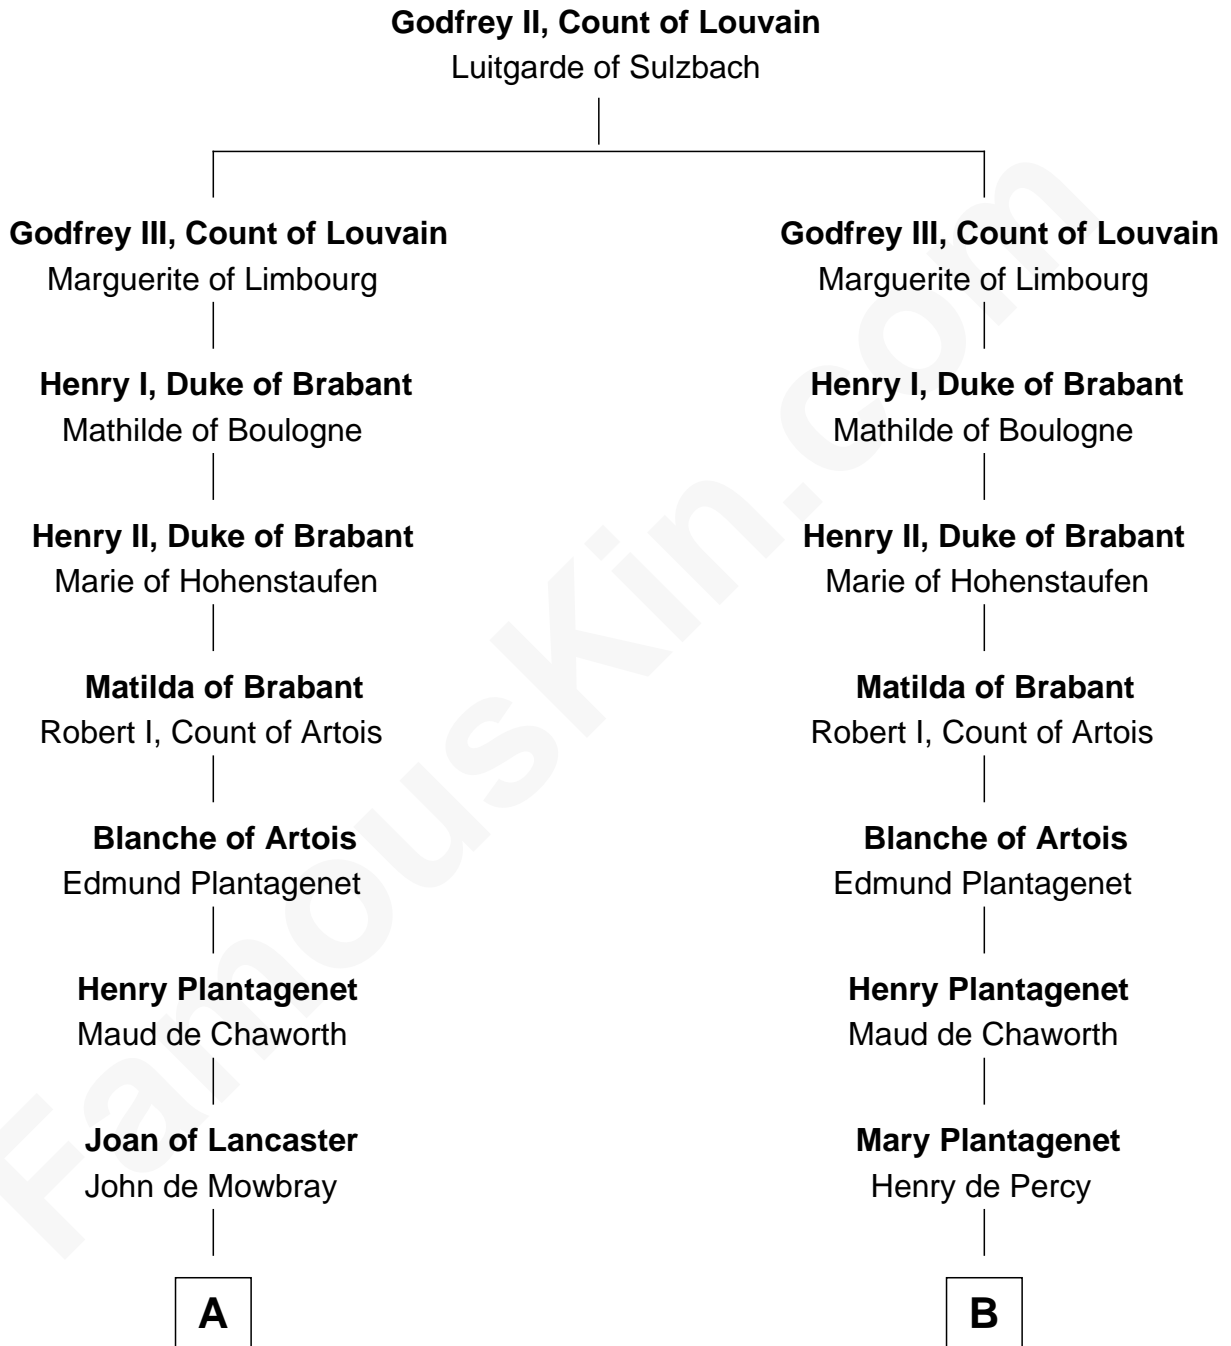 Godfrey II, Count of Louvain
Luitgarde of Sulzbach
Godfrey III, Count of Louvain
Marguerite of Limbourg
Henry I, Duke of Brabant
Mathilde of Boulogne
Henry II, Duke of Brabant
Marie of Hohenstaufen
Matilda of Brabant
Robert I, Count of Artois
Blanche of Artois
Edmund Plantagenet
Henry Plantagenet
Maud de Chaworth
Joan of Lancaster
John de Mowbray
A
Godfrey III, Count of Louvain
Marguerite of Limbourg
Henry I, Duke of Brabant
Mathilde of Boulogne
Henry II, Duke of Brabant
Marie of Hohenstaufen
Matilda of Brabant
Robert I, Count of Artois
Blanche of Artois
Edmund Plantagenet
Henry Plantagenet
Maud de Chaworth
Mary Plantagenet
Henry de Percy
B
FamousKin.com